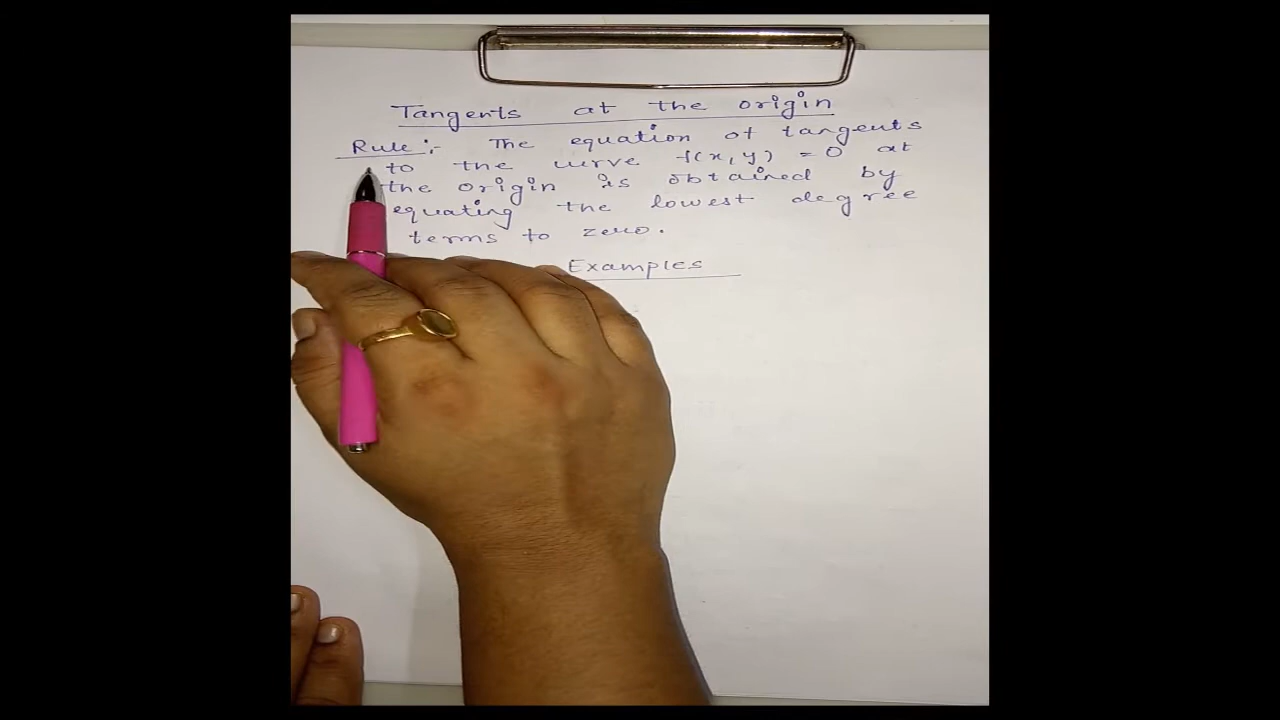 Tangents at the origin
Rule :- The equation of tangents
to the curve f(x, y) = 0 at
the origin is obtained by
equating the lowest degree
terms to zero.
Examples